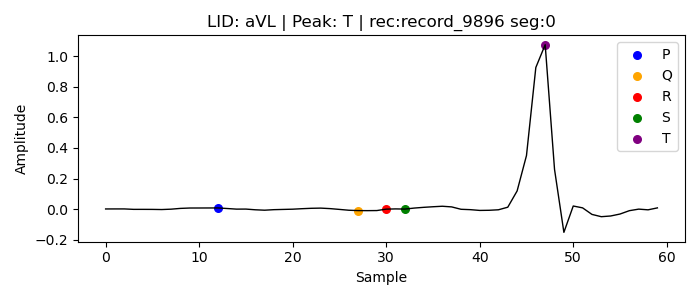 LID: aVL | Peak: T | rec:record_9896 seg:0
Amplitude
1.0
0.8
0.6
0.4
0.2
0.0
−0.2
P
Q
R
S
T
0 10 20 30 40 50 60
Sample